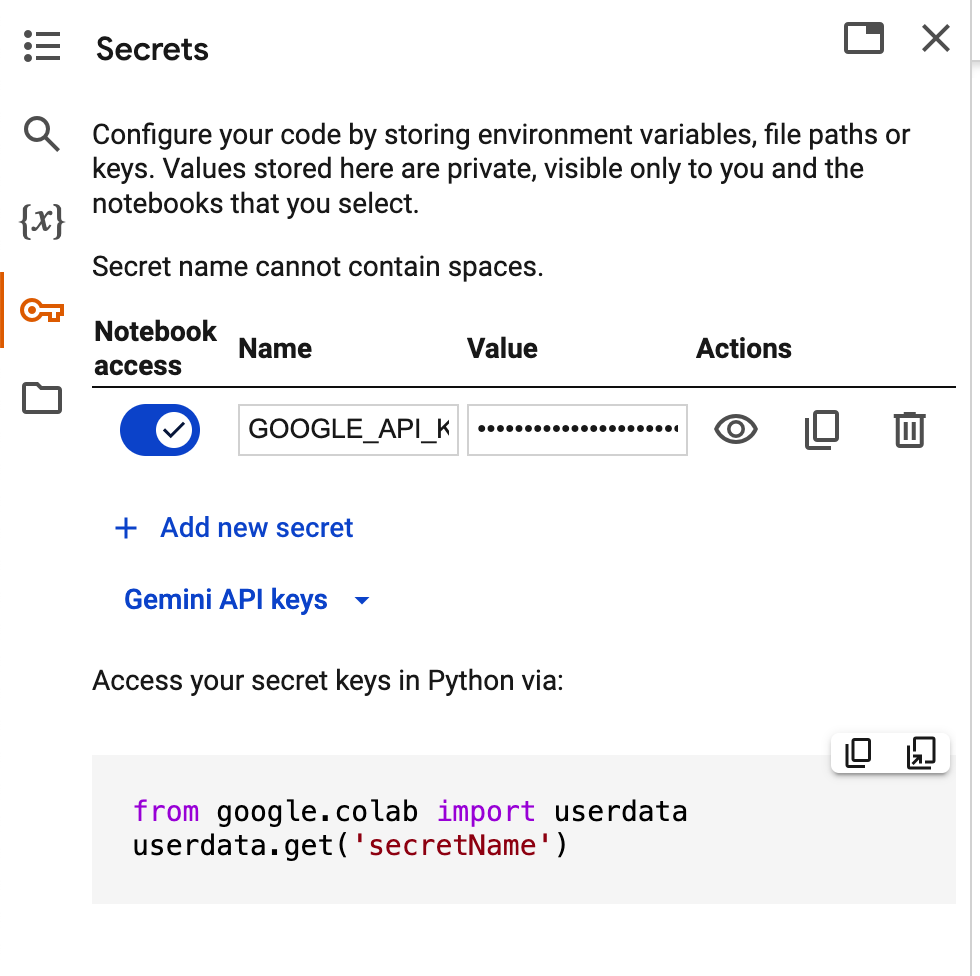 Secrets
Configure your code by storing environment variables, file paths or
keys. Values stored here are private, visible only to you and the
notebooks that you select.
Secret name cannot contain spaces.
Notebook
access
Name
Value
Actions
{x}
GOOGLE_API_K
••••••••••••••••••••••
+ Add new secret
Gemini API keys
Access your secret keys in Python via:
from google.colab import userdata
userdata.get('secretName')